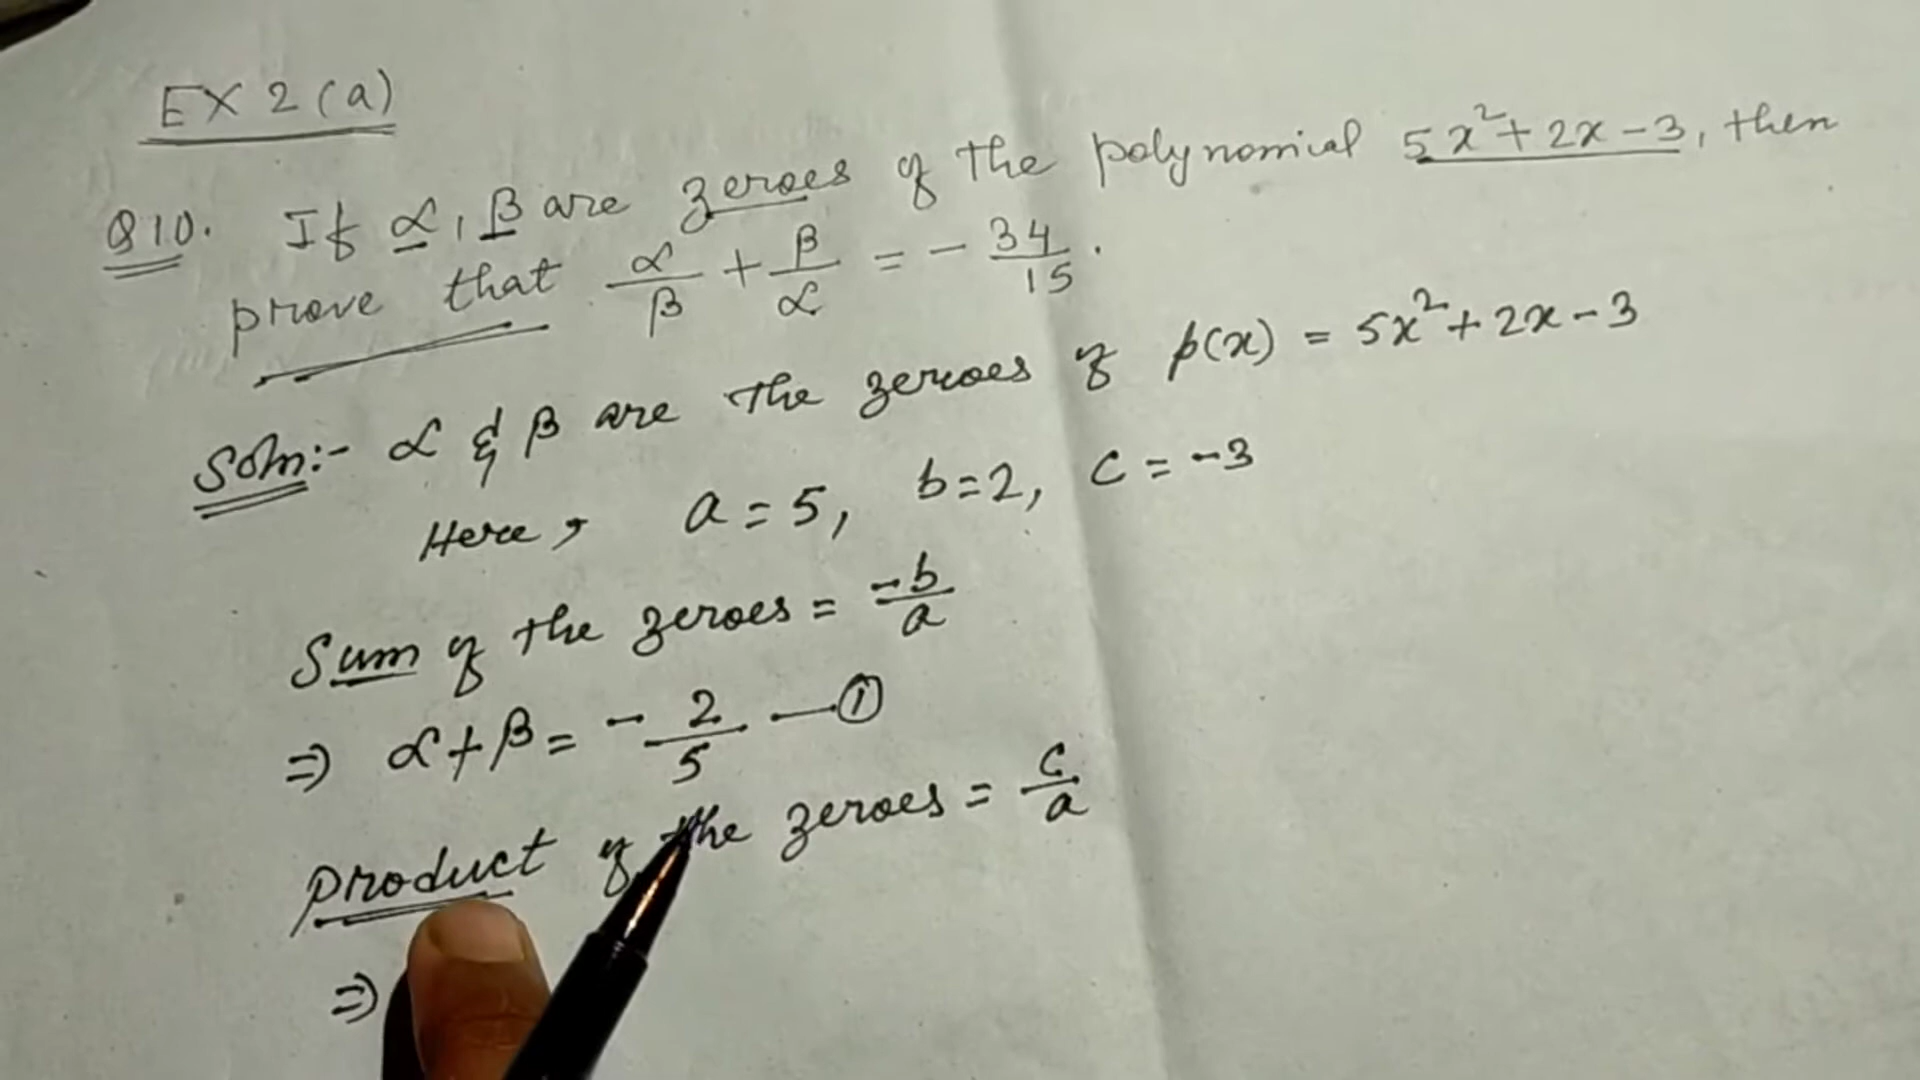 EX 2 (a)
Q10. If α, β are zeroes of the polynomial 5x²+2x-3, then
prove that α/β + β/α = - 34/15.
Soln:- α & β are the zeroes of p(x) = 5x²+2x-3
Here, a=5, b=2, c=-3
Sum of the zeroes = -b/a
⇒ α+β = - 2/5 —①
Product of the zeroes = c/a
⇒